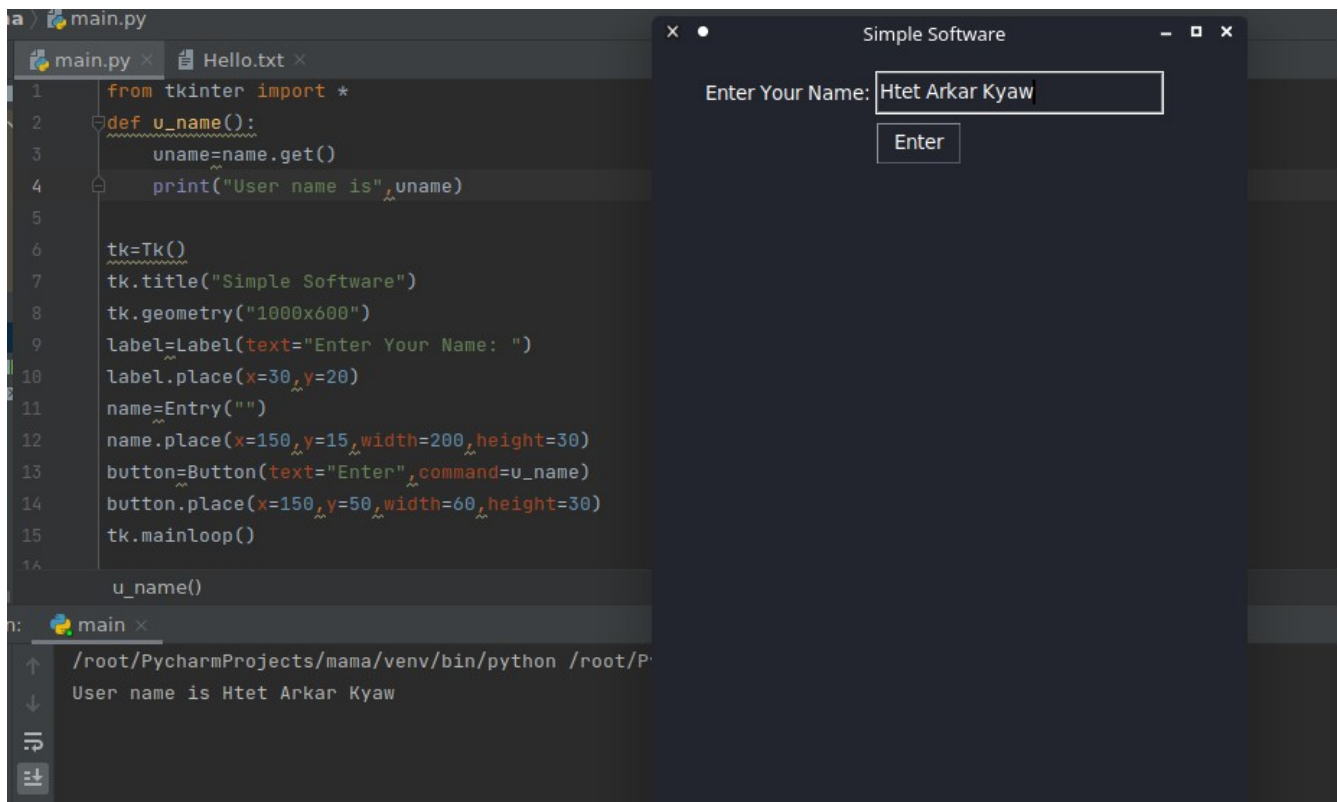 main.py
main.py
Hello.txt
1 from tkinter import *
2 def u_name():
3     uname=name.get()
4     print("User name is",uname)
5
6 tk=Tk()
7 tk.title("Simple Software")
8 tk.geometry("1000x600")
9 label=Label(text="Enter Your Name: ")
10 label.place(x=30,y=20)
11 name=Entry("")
12 name.place(x=150,y=15,width=200,height=30)
13 button=Button(text="Enter",command=u_name)
14 button.place(x=150,y=50,width=60,height=30)
15 tk.mainloop()
16
u_name()
main
/root/PycharmProjects/mama/venv/bin/python /root/P
User name is Htet Arkar Kyaw
Simple Software
Enter Your Name: Htet Arkar Kyaw
Enter